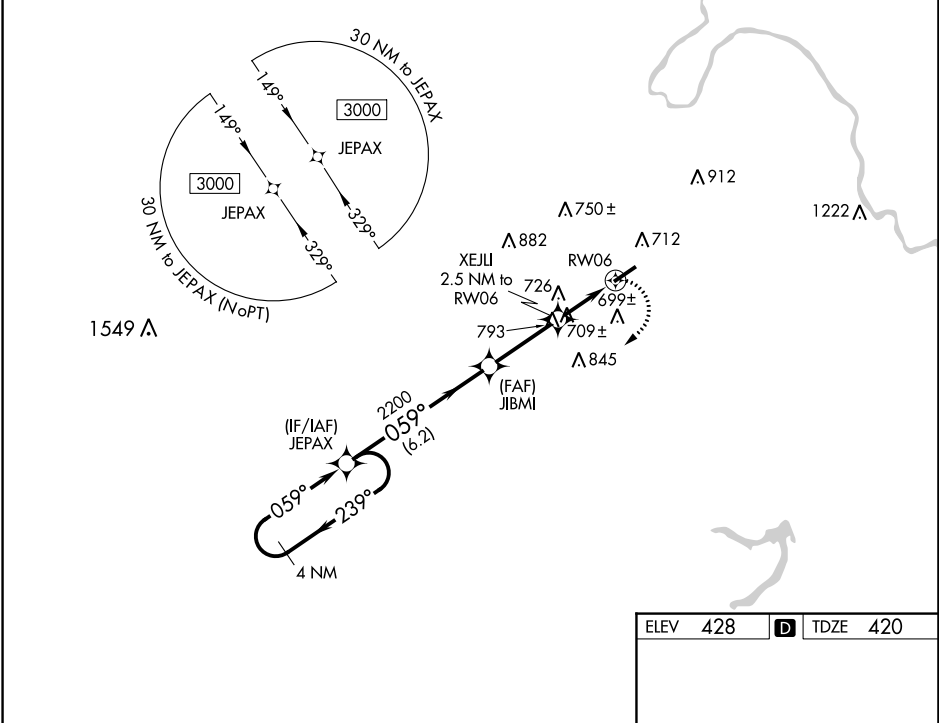 30 NM to JEPAX
149°
3000
JEPAX
329°
149°
3000
JEPAX
329°
30 NM to JEPAX (NoPT)
912
750 ±
1222
882
712
XEJLI
2.5 NM to
RW06
RW06
726
699±
793
709 ±
845
1549
(FAF)
JIBMI
2200
059°
(6.2)
(IF/IAF)
JEPAX
059°
239°
4 NM
ELEV 428 D TDZE 420